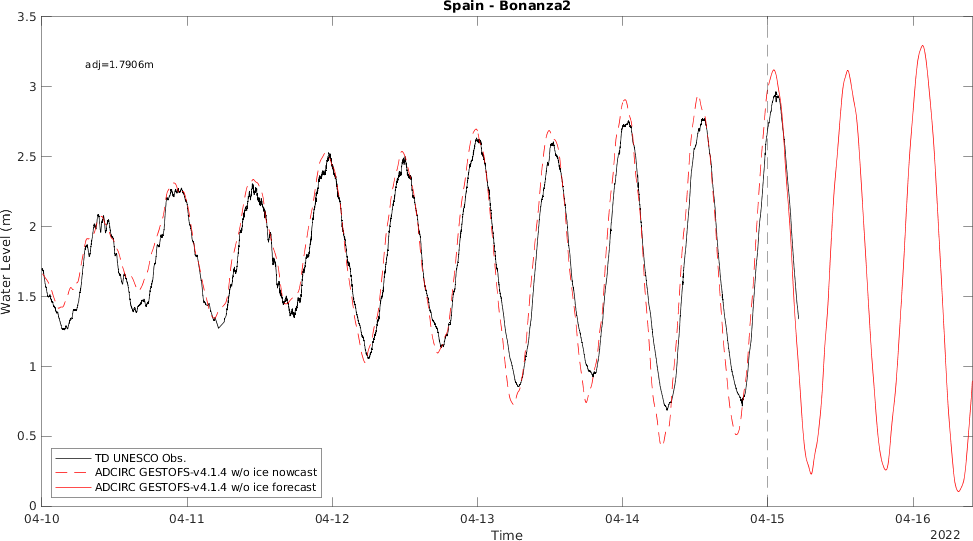 Spain - Bonanza2
adj=1.7906m
3.5
3
2.5
2
1.5
1
0.5
0
Water Level (m)
TD UNESCO Obs.
ADCIRC GESTOFS-v4.1.4 w/o ice nowcast
ADCIRC GESTOFS-v4.1.4 w/o ice forecast
04-10 04-11 04-12 04-13 04-14 04-15 04-16
Time
2022